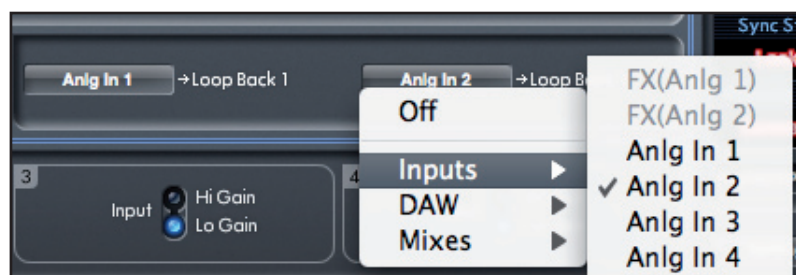 Sync S
Anlg In 1 →Loop Back 1
Anlg In 2 →Loop B
Off
Inputs
DAW
Mixes
FX(Anlg 1)
FX(Anlg 2)
Anlg In 1
✓ Anlg In 2
Anlg In 3
Anlg In 4
3
Input
Hi Gain
Lo Gain
4